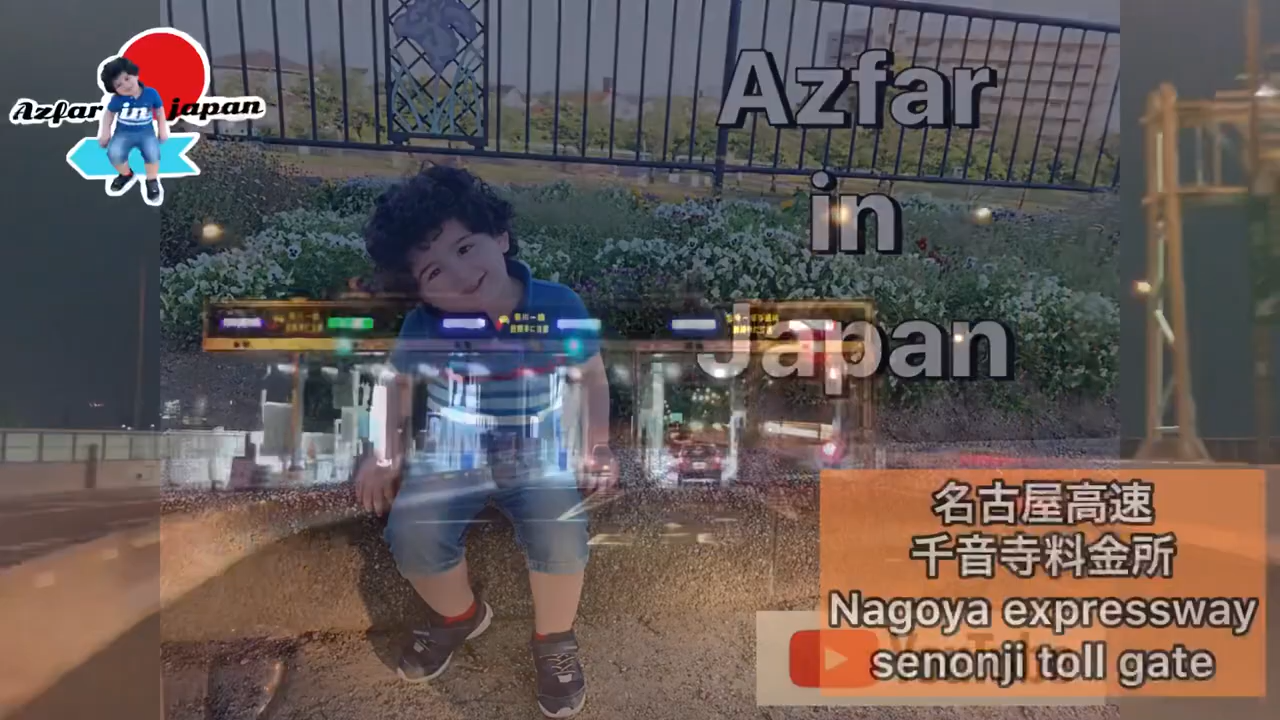 Azfar in japan
Azfar
in
Japan
名古屋高速
千音寺料金所
Nagoya expressway
senonji toll gate